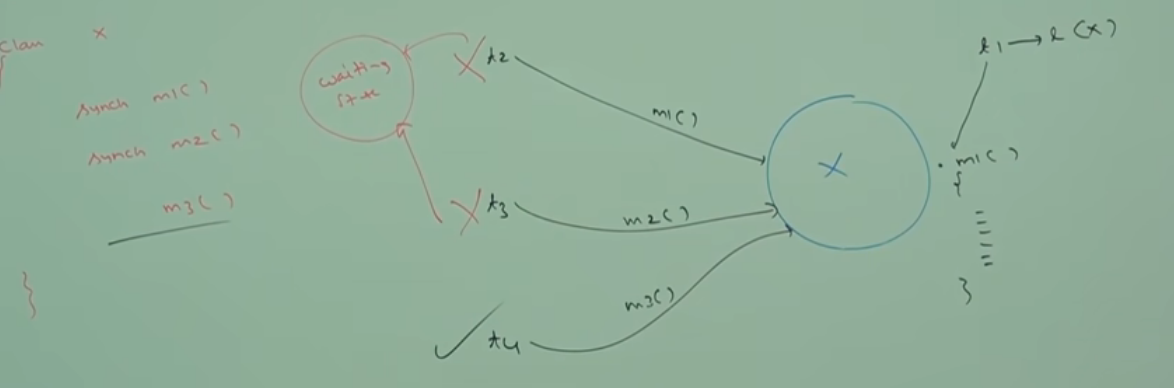 Class X
{
synch m1()
synch m2()
m3()
}
waiting
state
X t2
m1()
X t3
m2()
✓ t4
m3()
X
t1 → l(X)
. m1()
{
}